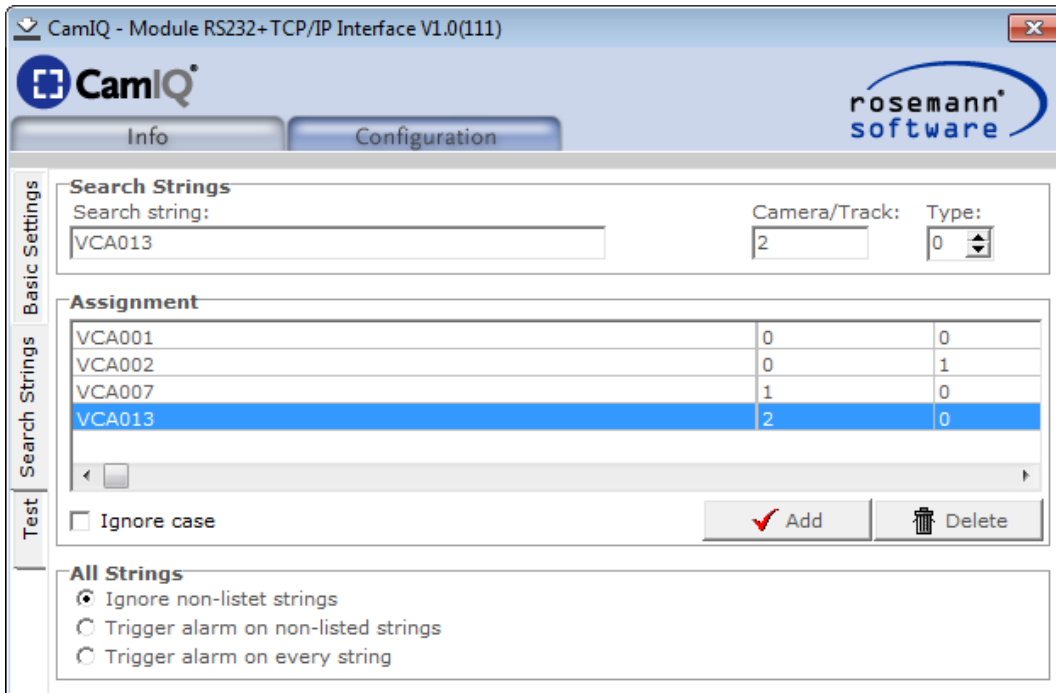 CamIQ - Module RS232+TCP/IP Interface V1.0(111)
CamIQ®
rosemann®
software
Info
Configuration
Basic Settings
Search Strings
Test
Search Strings
Search string:
Camera/Track:
Type:
VCA013
2
0
Assignment
VCA001 0 0
VCA002 0 1
VCA007 1 0
VCA013 2 0
Ignore case
Add
Delete
All Strings
Ignore non-listet strings
Trigger alarm on non-listed strings
Trigger alarm on every string